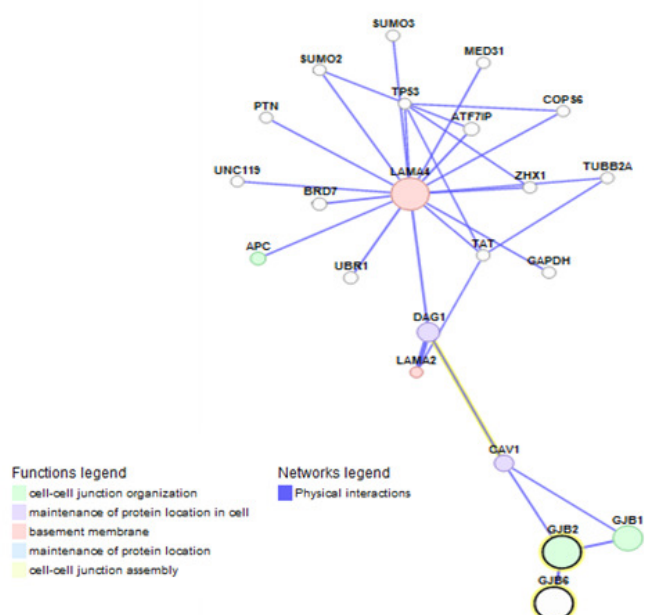 SUMO3
SUMO2
MED31
TP53
PTN
ATF7IP
COPS6
LAMA4
UNC119
BRD7
ZHX1
TUBB2A
APC
UBR1
TAT
GAPDH
DAG1
LAMA2
CAV1
GJB2
GJB1
GJB6
Functions legend
cell-cell junction organization
maintenance of protein location in cell
basement membrane
maintenance of protein location
cell-cell junction assembly
Networks legend
Physical interactions